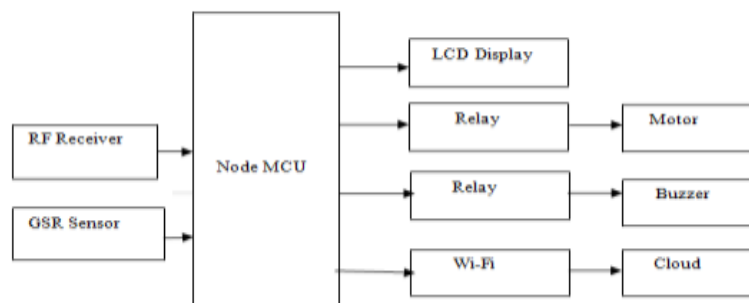 LCD Display
Relay
Motor
RF Receiver
Node MCU
Relay
Buzzer
GSR Sensor
Wi-Fi
Cloud